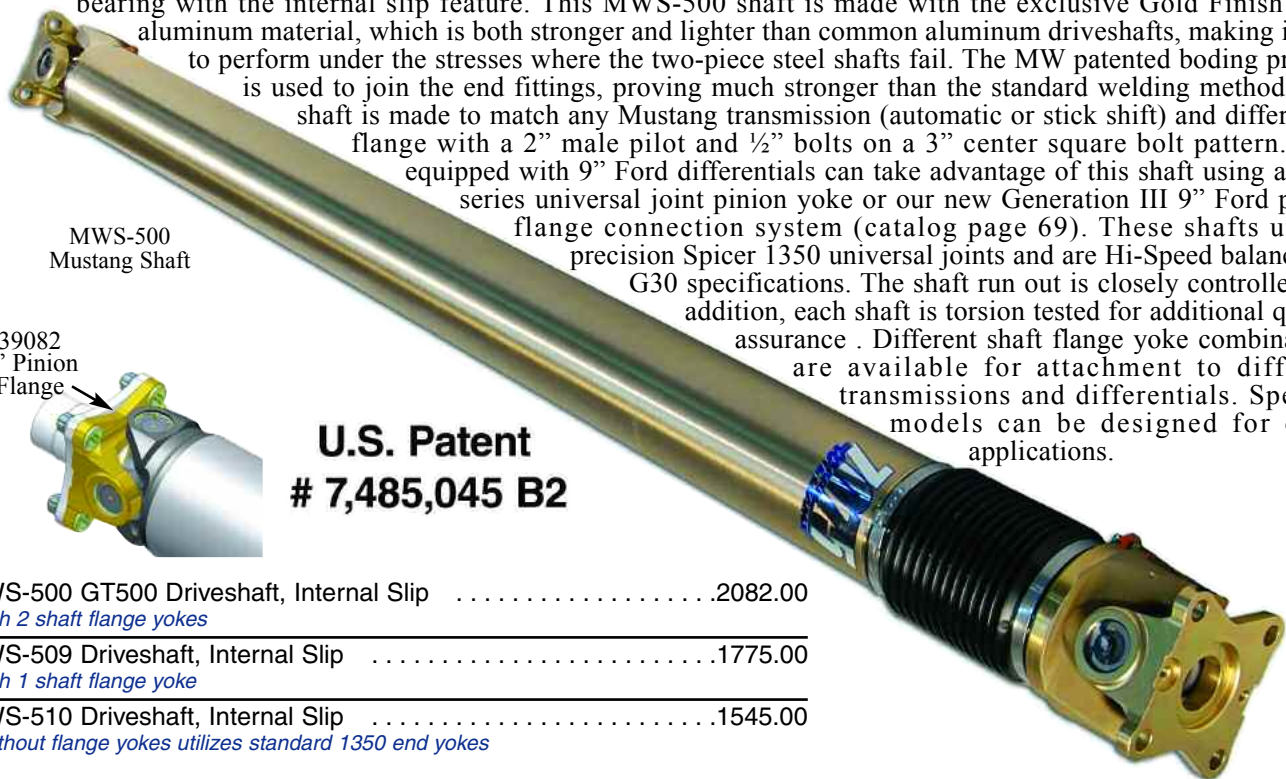 bearing with the internal slip feature. This MWS-500 shaft is made with the exclusive Gold Finish
aluminum material, which is both stronger and lighter than common aluminum driveshafts, making
to perform under the stresses where the two-piece steel shafts fail. The MW patented boding
is used to join the end fittings, proving much stronger than the standard welding method
shaft is made to match any Mustang transmission (automatic or stick shift) and
flange with a 2” male pilot and ½” bolts on a 3” center square bolt pattern.
equipped with 9” Ford differentials can take advantage of this shaft using a
series universal joint pinion yoke or our new Generation III 9” Ford
flange connection system (catalog page 69). These shafts
precision Spicer 1350 universal joints and are Hi-Speed
G30 specifications. The shaft run out is closely
addition, each shaft is torsion tested for additional
assurance . Different shaft flange yoke
are available for attachment to
transmissions and differentials.
models can be designed for
applications.
MWS-500
Mustang Shaft
39082
” Pinion
Flange
U.S. Patent
# 7,485,045 B2
WS-500 GT500 Driveshaft, Internal Slip . . . . . . . . . . . . . . . . . . .2082.00
h 2 shaft flange yokes
WS-509 Driveshaft, Internal Slip . . . . . . . . . . . . . . . . . . . . . . . . .1775.00
h 1 shaft flange yoke
WS-510 Driveshaft, Internal Slip . . . . . . . . . . . . . . . . . . . . . . . . .1545.00
thout flange yokes utilizes standard 1350 end yokes